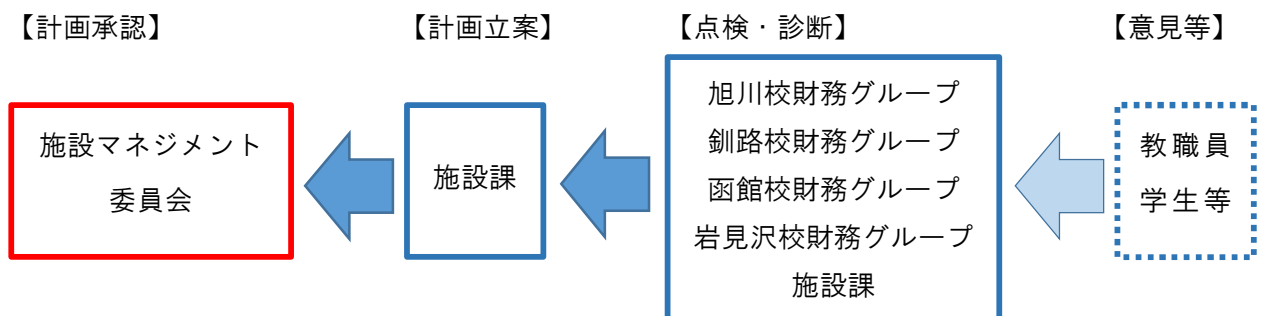 【計画承認】
【計画立案】
【点検・診断】
【意見等】
施設マネジメント
委員会
施設課
旭川校財務グループ
釧路校財務グループ
函館校財務グループ
岩見沢校財務グループ
施設課
教職員
学生等